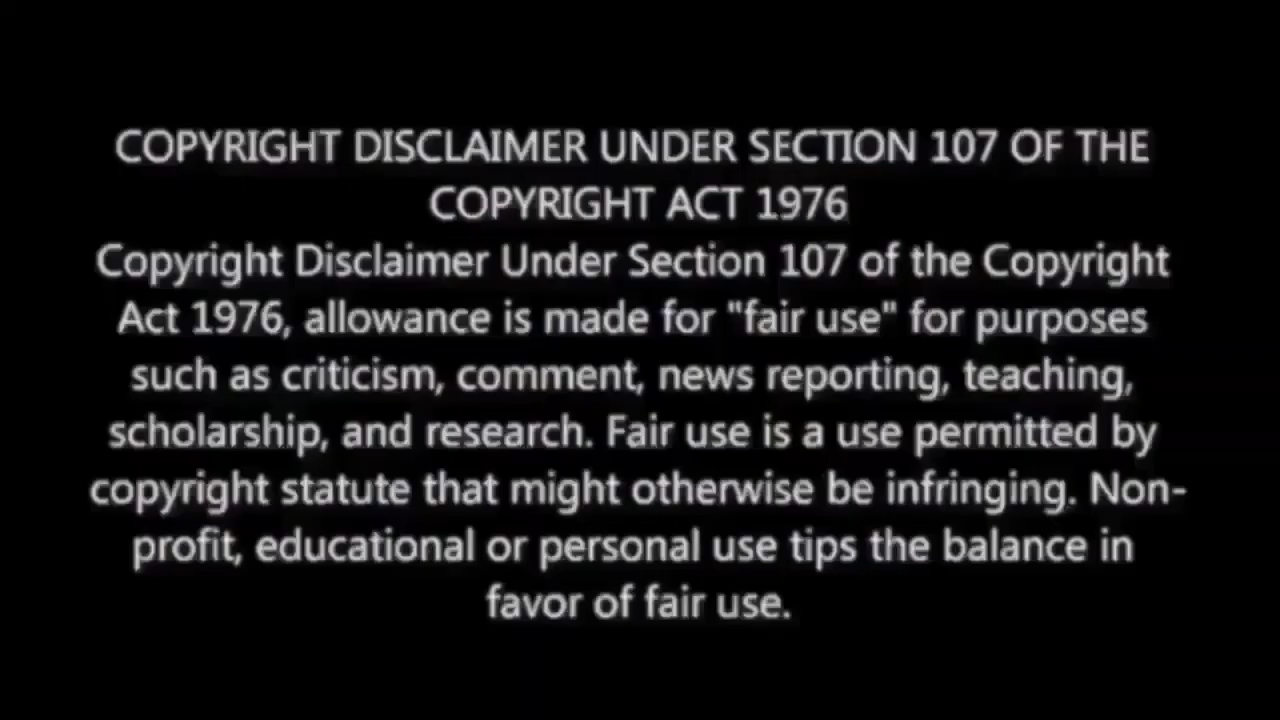 COPYRIGHT DISCLAIMER UNDER SECTION 107 OF THE
COPYRIGHT ACT 1976
Copyright Disclaimer Under Section 107 of the Copyright
Act 1976, allowance is made for "fair use" for purposes
such as criticism, comment, news reporting, teaching,
scholarship, and research. Fair use is a use permitted by
copyright statute that might otherwise be infringing. Non-
profit, educational or personal use tips the balance in
favor of fair use.